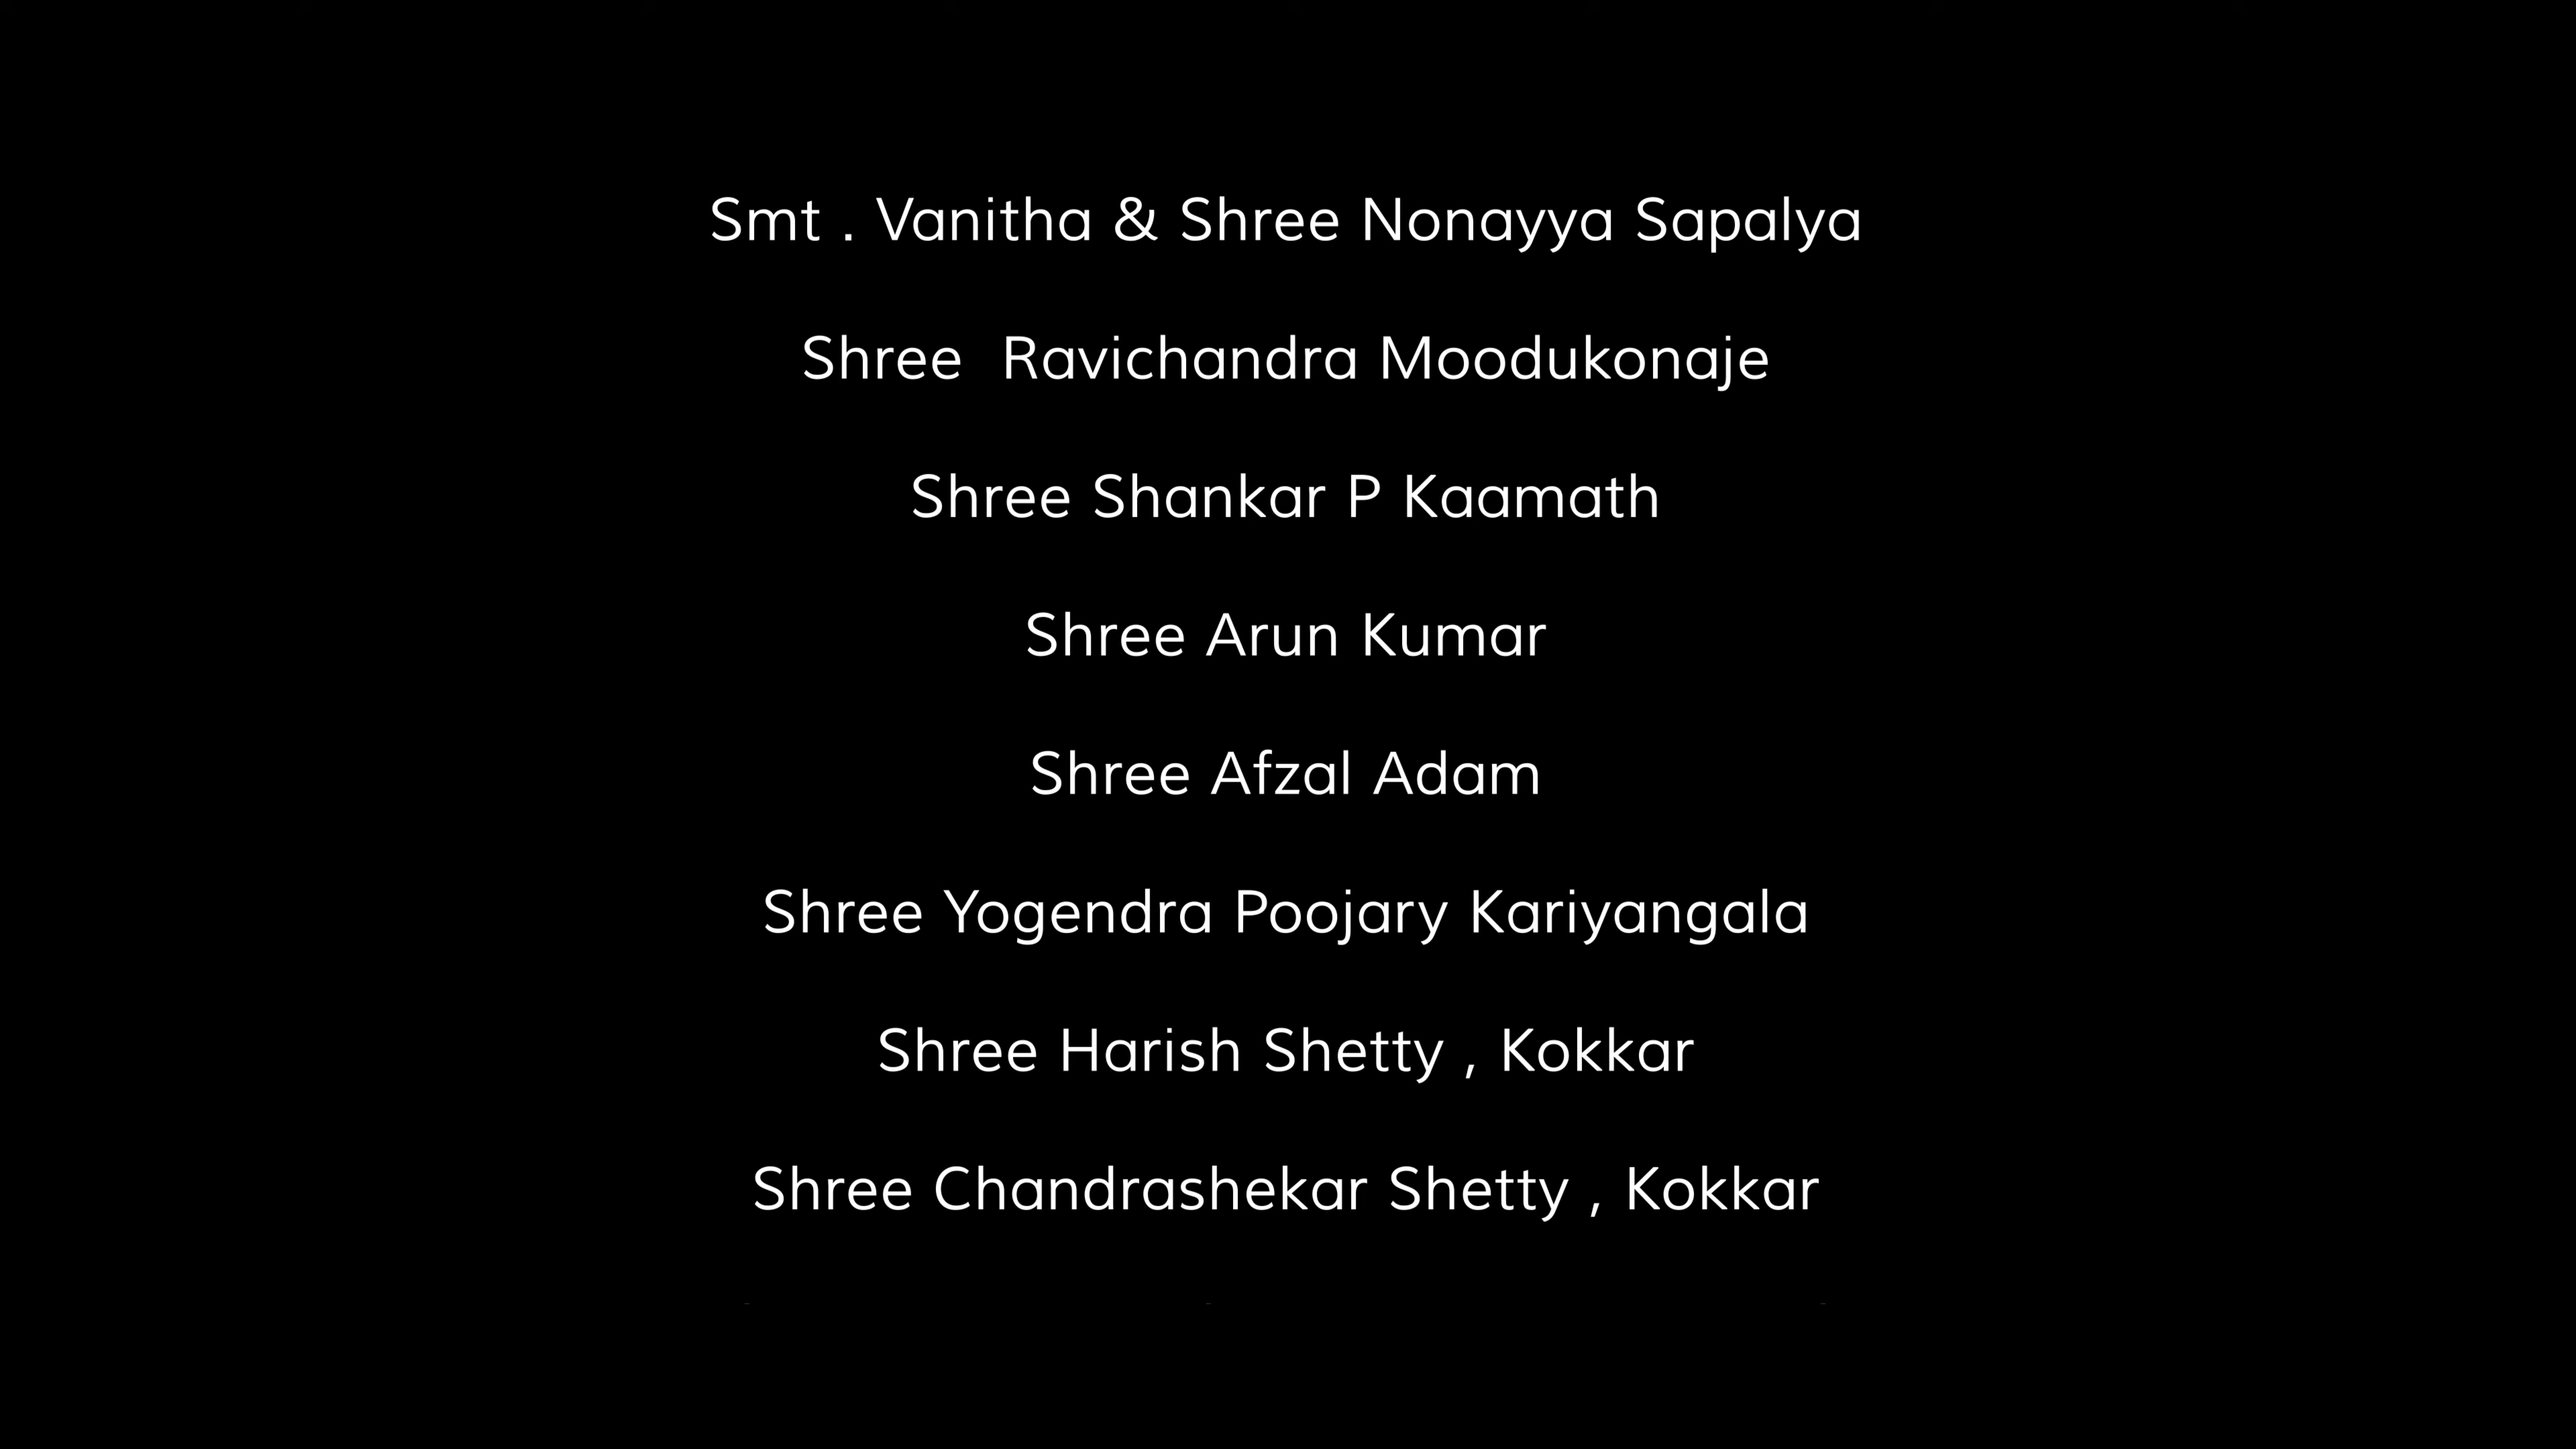 Smt . Vanitha & Shree Nonayya Sapalya
Shree  Ravichandra Moodukonaje
Shree Shankar P Kaamath
Shree Arun Kumar
Shree Afzal Adam
Shree Yogendra Poojary Kariyangala
Shree Harish Shetty , Kokkar
Shree Chandrashekar Shetty , Kokkar